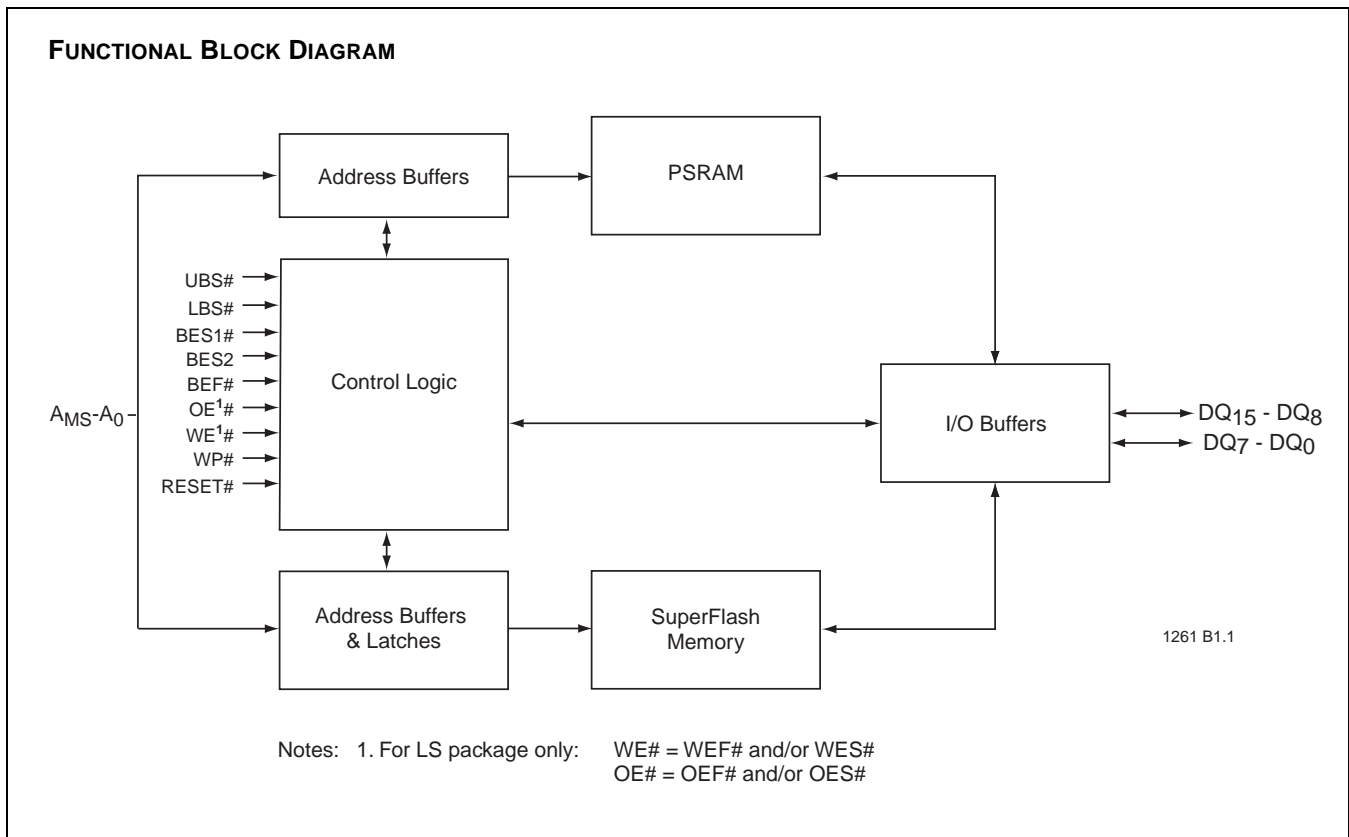 FUNCTIONAL BLOCK DIAGRAM
Address Buffers
PSRAM
UBS#
LBS#
BES1#
BES2
BEF#
OE¹#
WE¹#
WP#
RESET#
Control Logic
AMS-A0
I/O Buffers
DQ15 - DQ8
DQ7 - DQ0
Address Buffers
& Latches
SuperFlash
Memory
1261 B1.1
Notes: 1. For LS package only: WE# = WEF# and/or WES#
OE# = OEF# and/or OES#